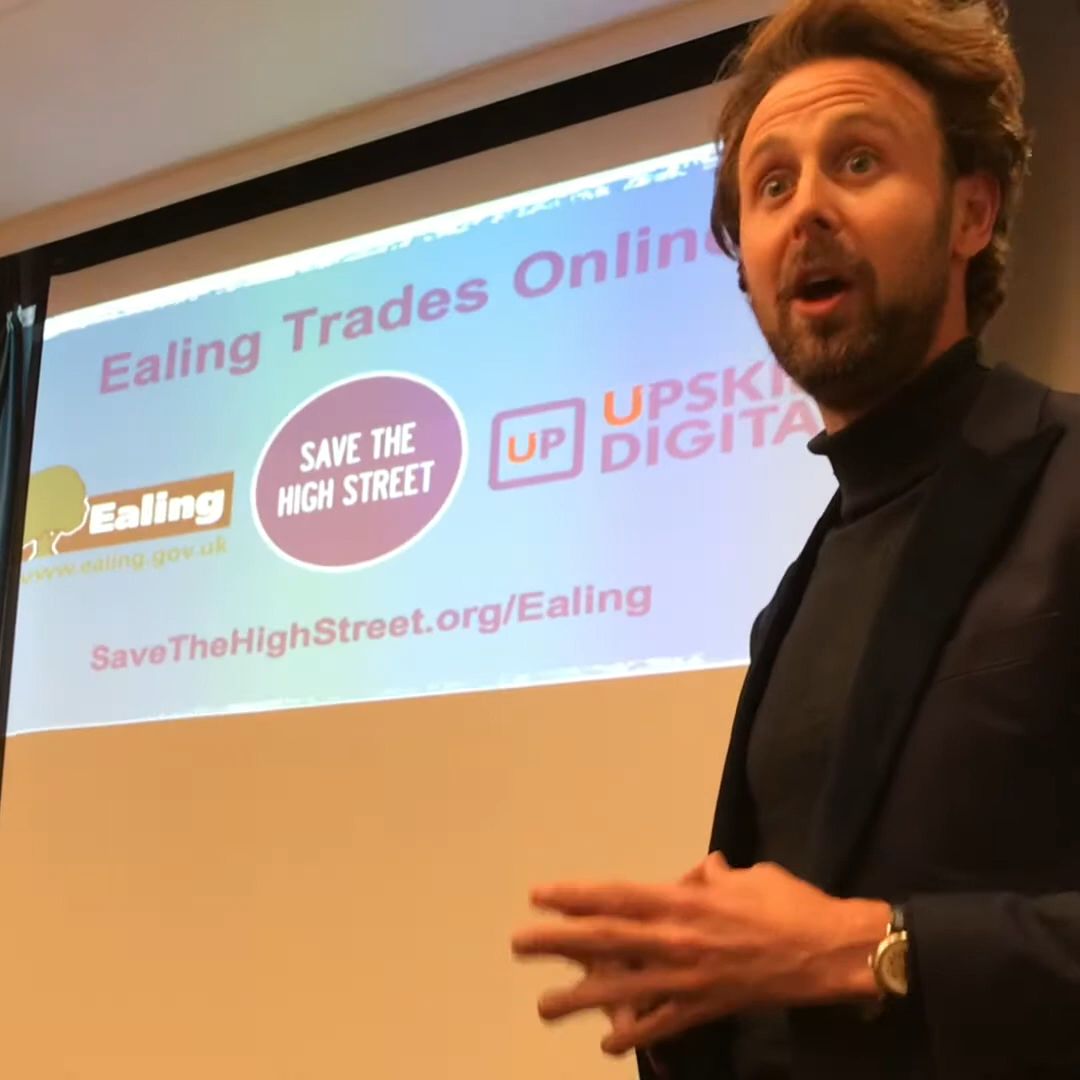 Ealing Trades Onlin
SAVE THE
HIGH STREET
UP
UPSKI
DIGITA
Ealing
www.ealing.gov.uk
SaveTheHighStreet.org/Ealing